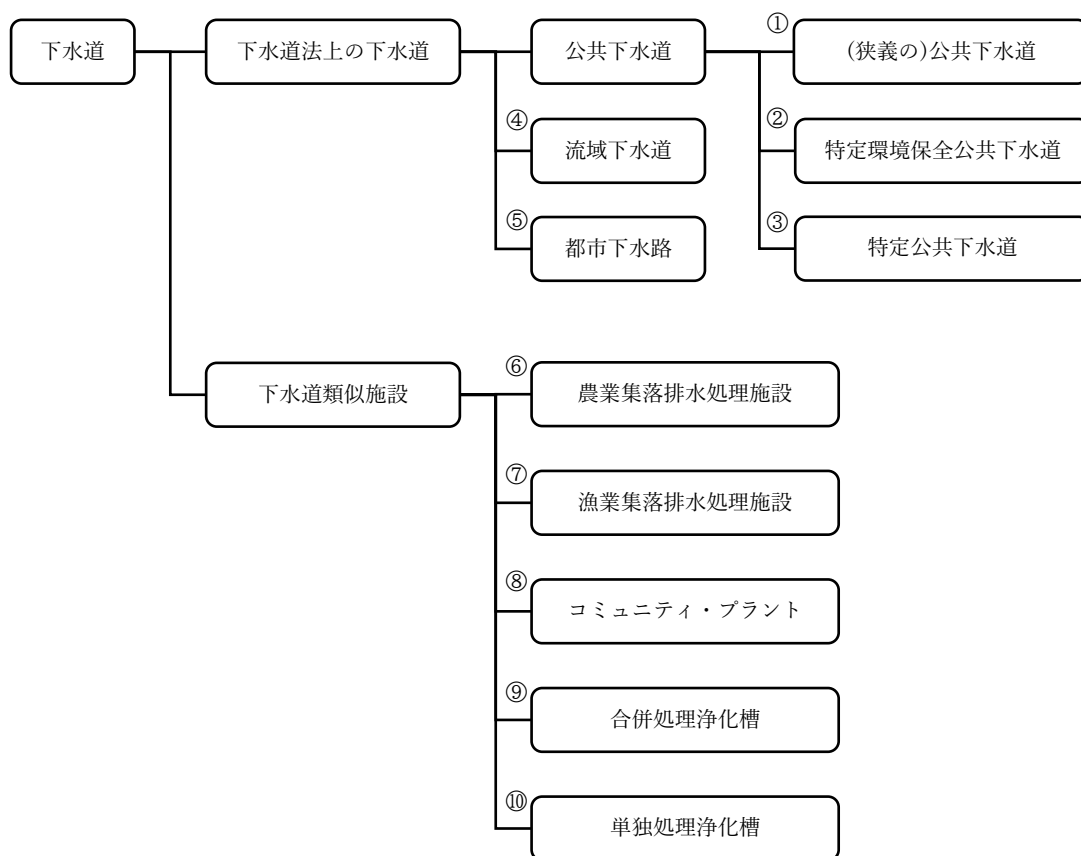 下水道
下水道法上の下水道
公共下水道
①
(狭義の)公共下水道
②
特定環境保全公共下水道
③
特定公共下水道
④
流域下水道
⑤
都市下水路
下水道類似施設
⑥
農業集落排水処理施設
⑦
漁業集落排水処理施設
⑧
コミュニティ・プラント
⑨
合併処理浄化槽
⑩
単独処理浄化槽